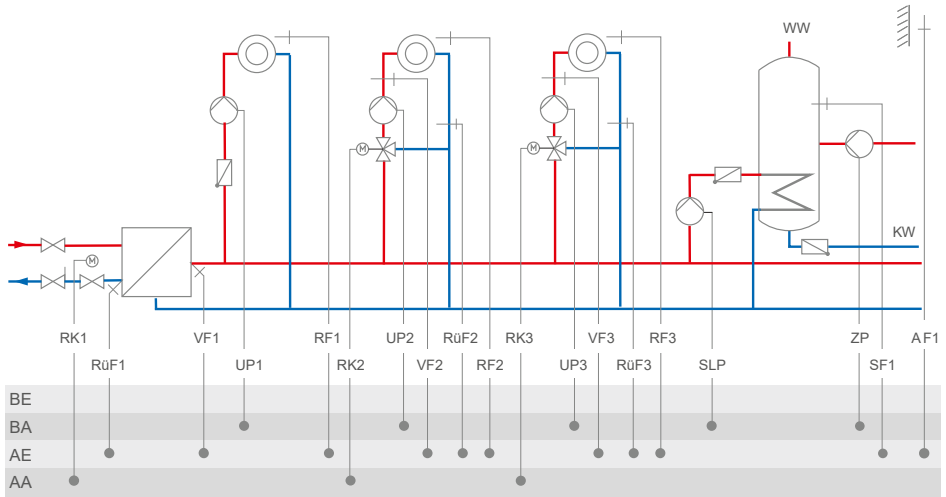 WW
M
M
KW
M
RK1 VF1 RF1 UP2 RüF2 RK3 VF3 RF3 ZP AF1
RüF1 UP1 RK2 VF2 RF2 UP3 RüF3 SLP SF1
BE
BA
AE
AA